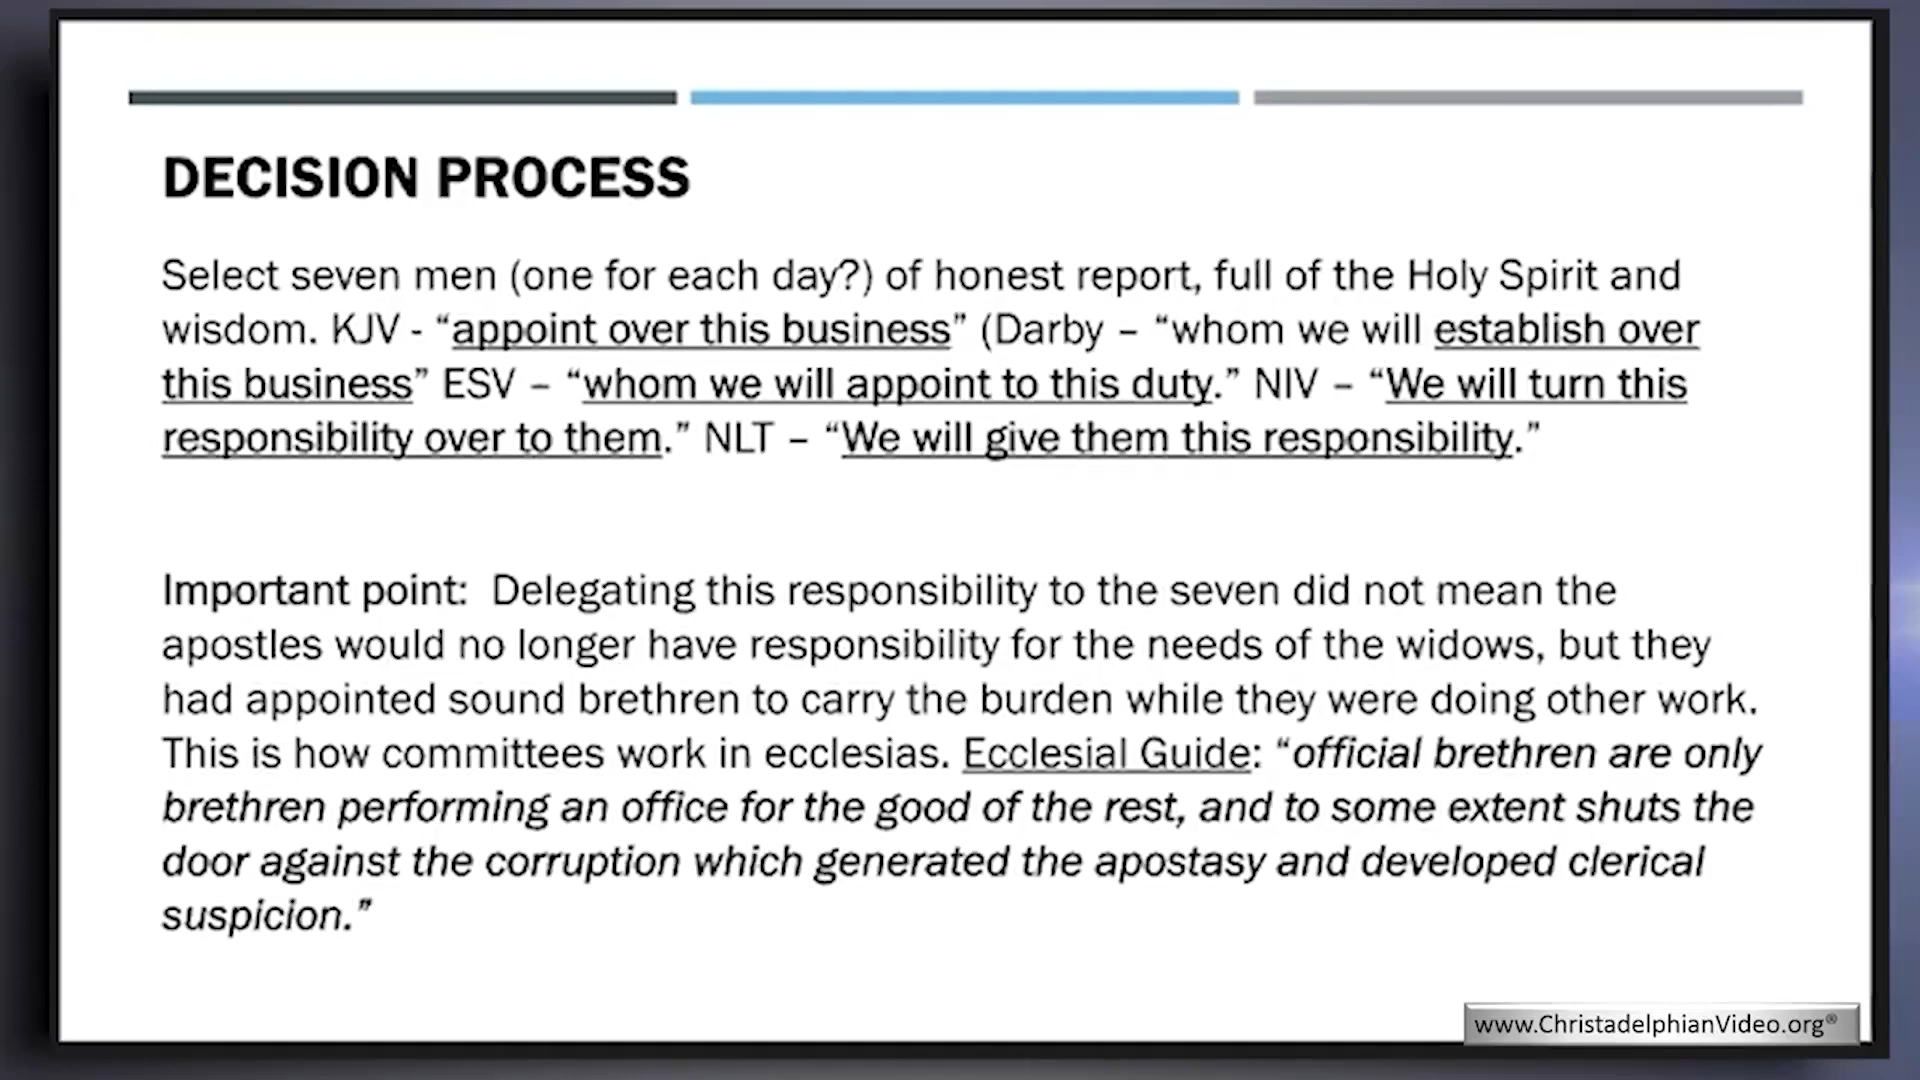 DECISION PROCESS
Select seven men (one for each day?) of honest report, full of the Holy Spirit and
wisdom. KJV - “appoint over this business” (Darby – “whom we will establish over
this business” ESV – “whom we will appoint to this duty.” NIV – “We will turn this
responsibility over to them.” NLT – “We will give them this responsibility.”
Important point: Delegating this responsibility to the seven did not mean the
apostles would no longer have responsibility for the needs of the widows, but they
had appointed sound brethren to carry the burden while they were doing other work.
This is how committees work in ecclesias. Ecclesial Guide: “official brethren are only
brethren performing an office for the good of the rest, and to some extent shuts the
door against the corruption which generated the apostasy and developed clerical
suspicion.”
www.ChristadelphianVideo.org®